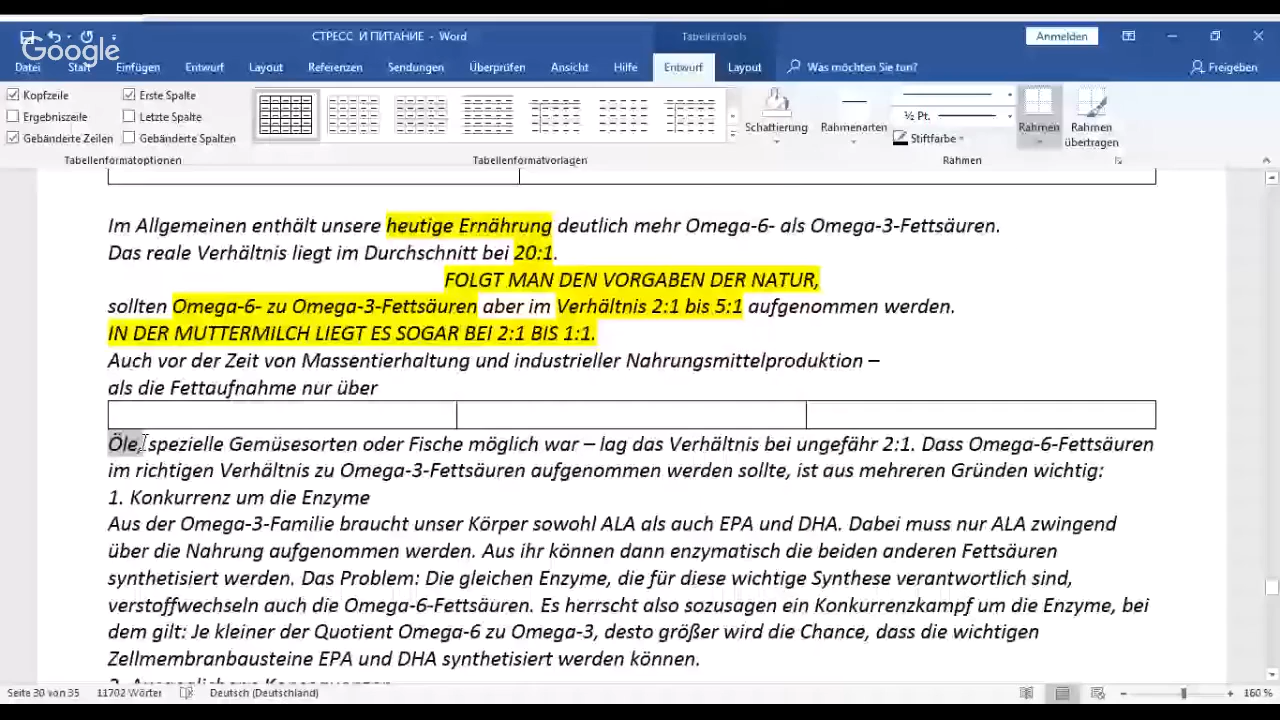 СТРЕСС И ПИТАНИЕ - Word
Tabellentools
Anmelden
Google
Datei Start Einfügen Entwurf Layout Referenzen Sendungen Überprüfen Ansicht Hilfe Entwurf Layout Was möchten Sie tun? Freigeben
Kopfzeile Erste Spalte
Ergebniszeile Letzte Spalte
Gebänderte Zeilen Gebänderte Spalten
Schattierung Rahmenarten
½ Pt.
Stiftfarbe
Rahmen Rahmen übertragen
Tabellenformatoptionen Tabellenformatvorlagen Rahmen
Im Allgemeinen enthält unsere heutige Ernährung deutlich mehr Omega-6- als Omega-3-Fettsäuren.
Das reale Verhältnis liegt im Durchschnitt bei 20:1.
FOLGT MAN DEN VORGABEN DER NATUR,
sollten Omega-6- zu Omega-3-Fettsäuren aber im Verhältnis 2:1 bis 5:1 aufgenommen werden.
IN DER MUTTERMiLCH LIEGT ES SOGAR BEI 2:1 BIS 1:1.
Auch vor der Zeit von Massentierhaltung und industrieller Nahrungsmittelproduktion –
als die Fettaufnahme nur über
Öle, spezielle Gemüsesorten oder Fische möglich war – lag das Verhältnis bei ungefähr 2:1. Dass Omega-6-Fettsäuren
im richtigen Verhältnis zu Omega-3-Fettsäuren aufgenommen werden sollte, ist aus mehreren Gründen wichtig:
1. Konkurrenz um die Enzyme
Aus der Omega-3-Familie braucht unser Körper sowohl ALA als auch EPA und DHA. Dabei muss nur ALA zwingend
über die Nahrung aufgenommen werden. Aus ihr können dann enzymatisch die beiden anderen Fettsäuren
synthetisiert werden. Das Problem: Die gleichen Enzyme, die für diese wichtige Synthese verantwortlich sind,
verstoffwechseln auch die Omega-6-Fettsäuren. Es herrscht also sozusagen ein Konkurrenzkampf um die Enzyme, bei
dem gilt: Je kleiner der Quotient Omega-6 zu Omega-3, desto größer wird die Chance, dass die wichtigen
Zellmembranbausteine EPA und DHA synthetisiert werden können.
Seite 30 von 35 11702 Wörter Deutsch (Deutschland) 160 %